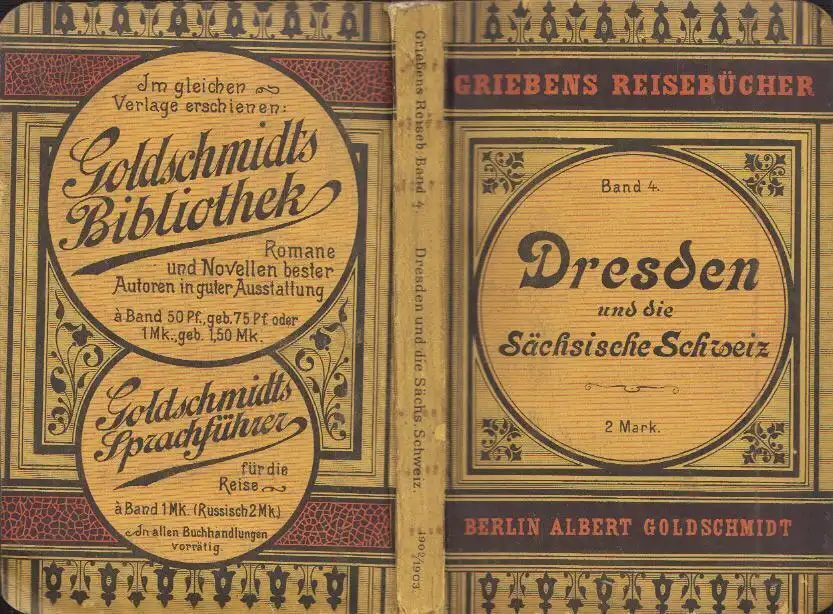 Im gleichen
Verlage erschienen:
Goldschmidts
Bibliothek
Romane
und Novellen bester
Autoren in guter Ausstattung
à Band 50 Pf., geb. 75 Pf. oder
1 Mk., geb. 1,50 Mk.
Goldschmidts
Sprachführer
für die
Reise
à Band 1 Mk. (Russisch 2 Mk.)
In allen Buchhandlungen
vorrätig.
Griebens Reiseb. Band 4. Dresden und die Sächs. Schweiz. 1902/1903
GRIEBENS REISEBÜCHER
Band 4.
Dresden
und die
Sächsische Schweiz
2 Mark.
BERLIN ALBERT GOLDSCHMIDT